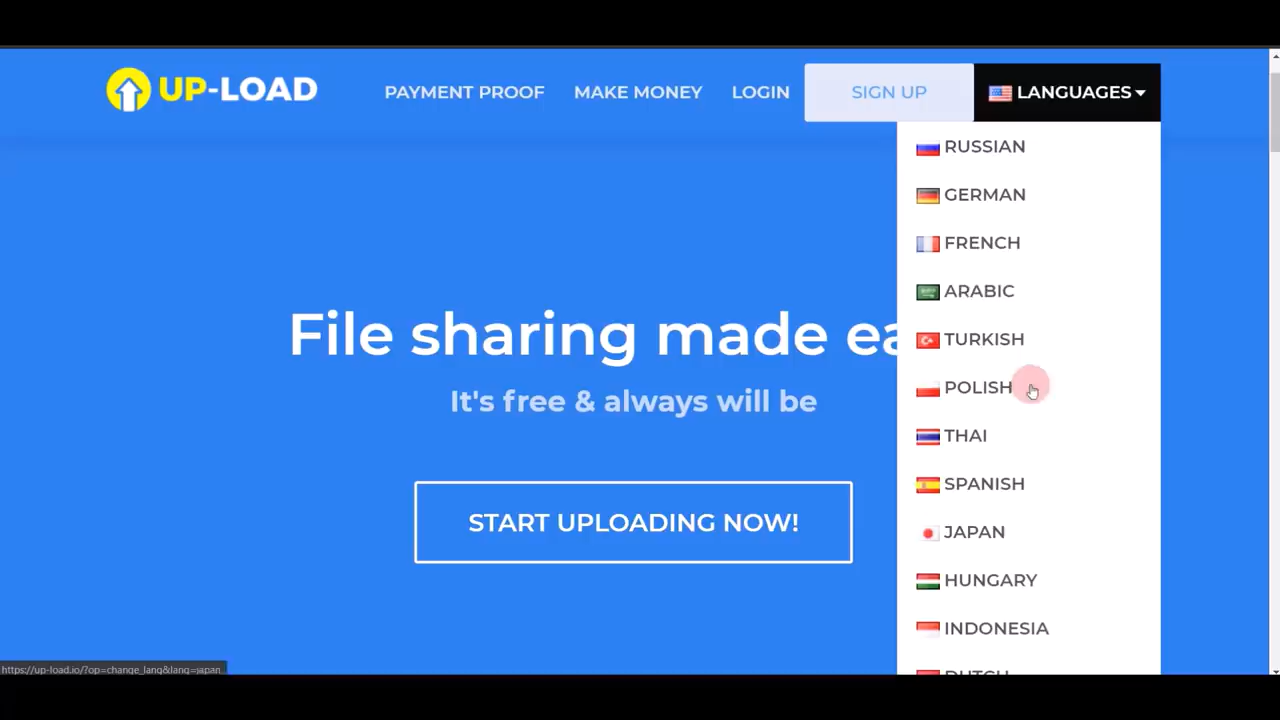 UP-LOAD
PAYMENT PROOF
MAKE MONEY
LOGIN
SIGN UP
LANGUAGES
RUSSIAN
GERMAN
FRENCH
ARABIC
TURKISH
POLISH
THAI
SPANISH
JAPAN
HUNGARY
INDONESIA
DUTCH
File sharing made ea
It's free & always will be
START UPLOADING NOW!
https://up-load.io/?op=change_lang&lang=japan